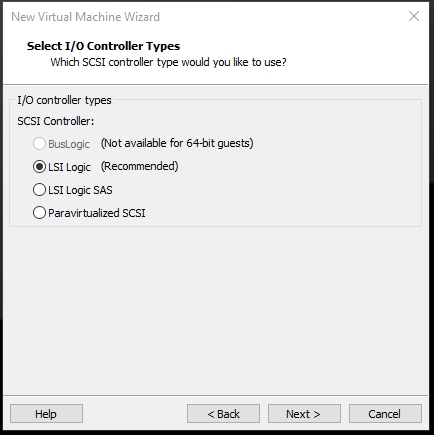 New Virtual Machine Wizard
Select I/O Controller Types
Which SCSI controller type would you like to use?
I/O controller types
SCSI Controller:
BusLogic (Not available for 64-bit guests)
LSI Logic (Recommended)
LSI Logic SAS
Paravirtualized SCSI
Help < Back Next > Cancel